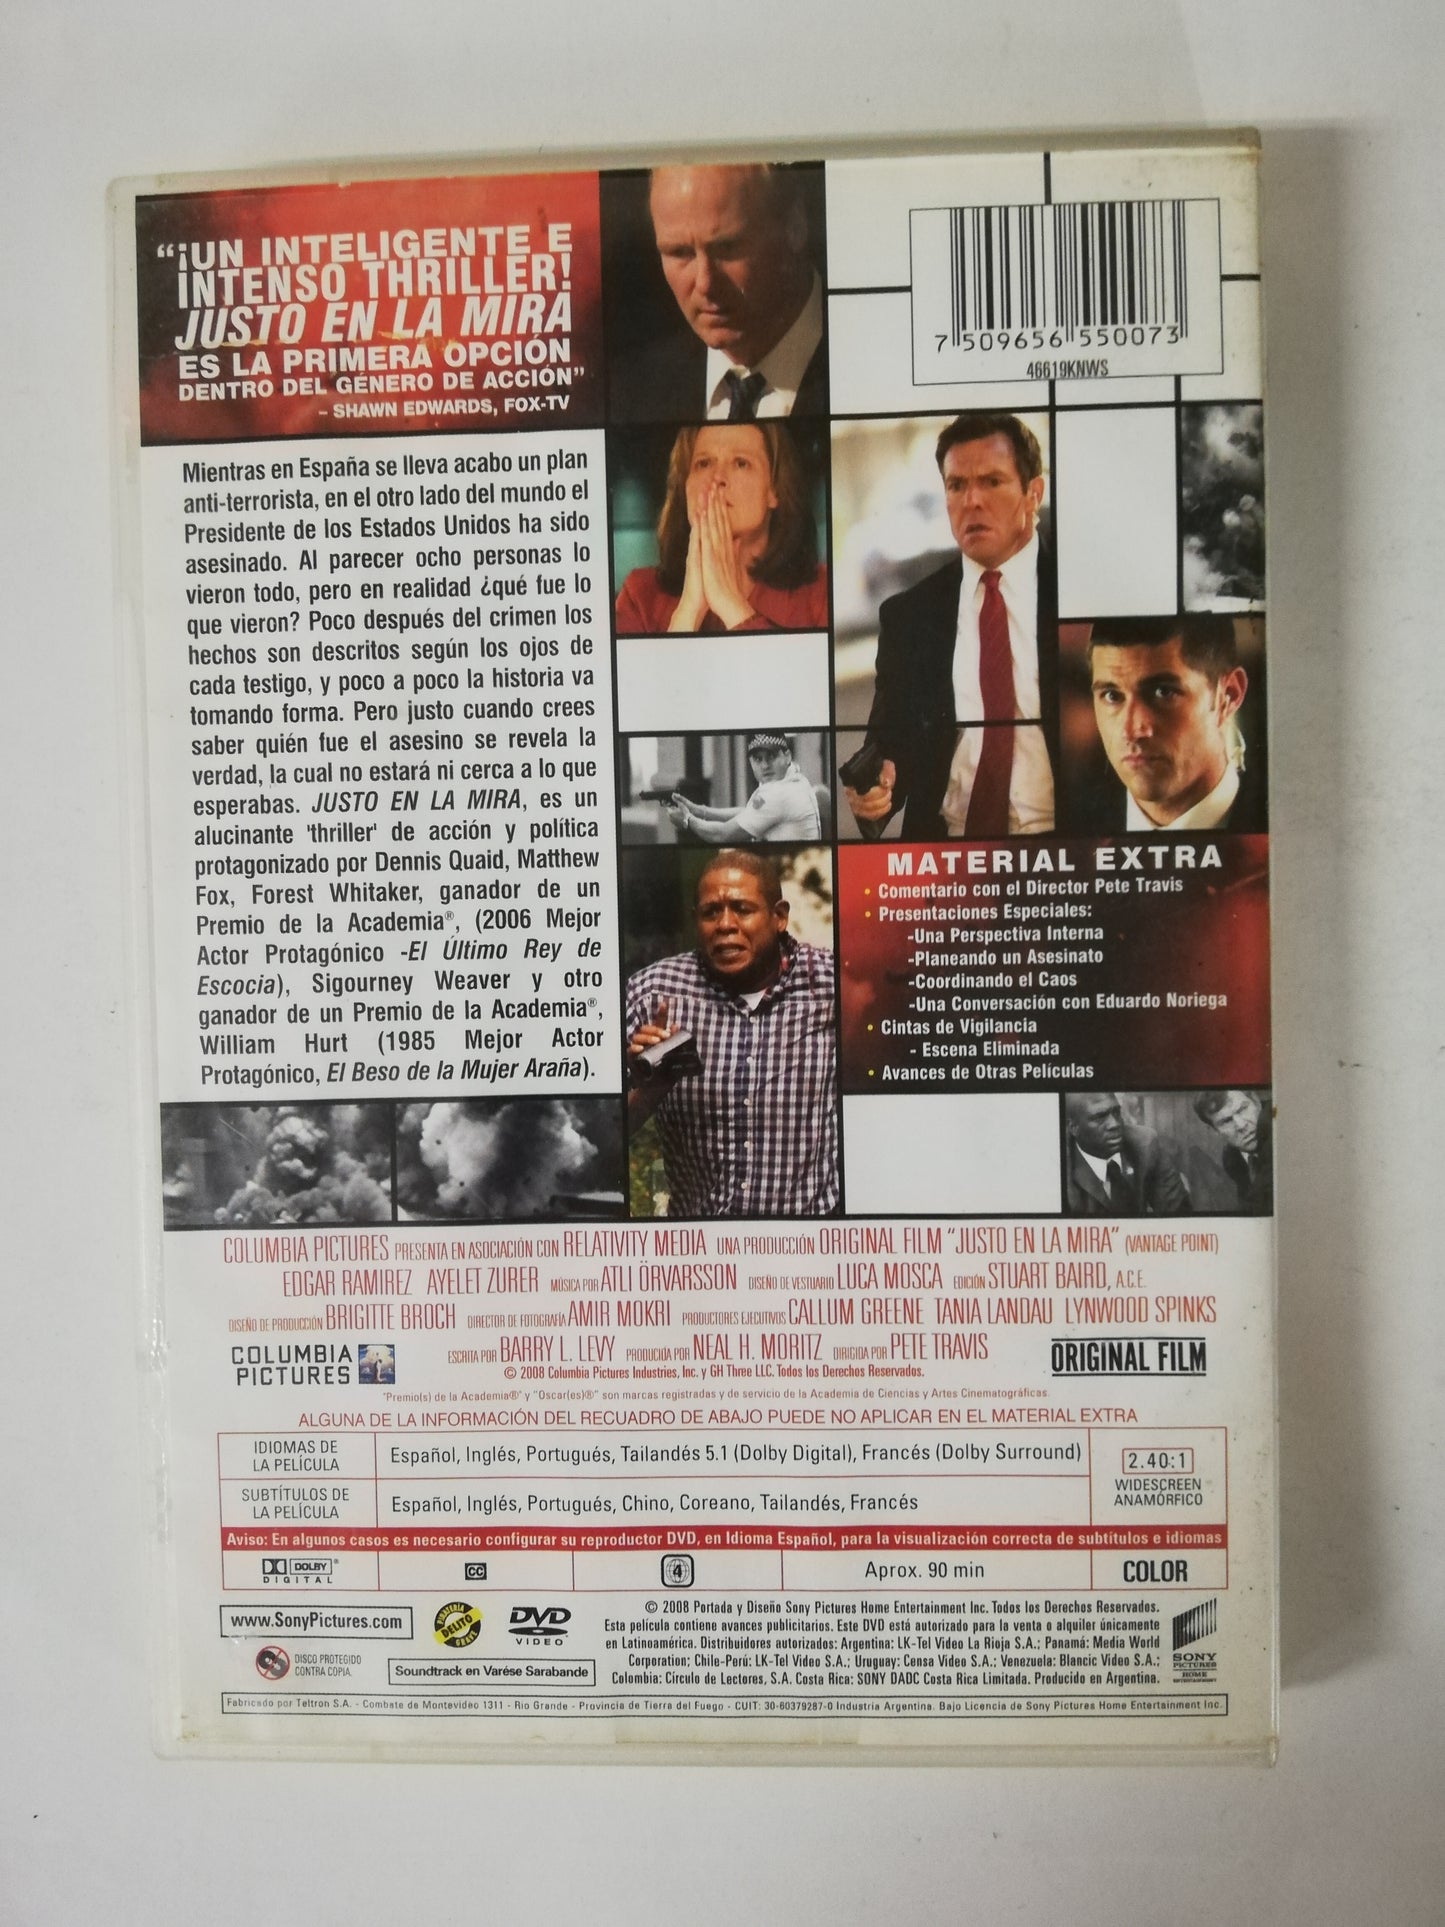 “¡UN INTELIGENTE E
INTENSO THRILLER!
JUSTO EN LA MIRA
ES LA PRIMERA OPCIÓN
DENTRO DEL GÉNERO DE ACCIÓN”
– SHAWN EDWARDS, FOX-TV
7 509656 550073
46619KNWS
Mientras en España se lleva acabo un plan
anti-terrorista, en el otro lado del mundo el
Presidente de los Estados Unidos ha sido
asesinado. Al parecer ocho personas lo
vieron todo, pero en realidad ¿qué fue lo
que vieron? Poco después del crimen los
hechos son descritos según los ojos de
cada testigo, y poco a poco la historia va
tomando forma. Pero justo cuando crees
saber quién fue el asesino se revela la
verdad, la cual no estará ni cerca a lo que
esperabas. JUSTO EN LA MIRA, es un
alucinante 'thriller' de acción y política
protagonizado por Dennis Quaid, Matthew
Fox, Forest Whitaker, ganador de un
Premio de la Academia®, (2006 Mejor
Actor Protagónico -El Último Rey de
Escocia), Sigourney Weaver y otro
ganador de un Premio de la Academia®,
William Hurt (1985 Mejor Actor
Protagónico, El Beso de la Mujer Araña).
MATERIAL EXTRA
• Comentario con el Director Pete Travis
• Presentaciones Especiales:
-Una Perspectiva Interna
-Planeando un Asesinato
-Coordinando el Caos
-Una Conversación con Eduardo Noriega
• Cintas de Vigilancia
- Escena Eliminada
• Avances de Otras Películas
COLUMBIA PICTURES PRESENTA EN ASOCIACIÓN CON RELATIVITY MEDIA UNA PRODUCCIÓN ORIGINAL FILM “JUSTO EN LA MIRA” (VANTAGE POINT)
EDGAR RAMIREZ AYELET ZURER MÚSICA POR ATLI ÖRVARSSON DISEÑO DE VESTUARIO LUCA MOSCA EDICIÓN STUART BAIRD, A.C.E.
DISEÑO DE PRODUCCIÓN BRIGITTE BROCH DIRECTOR DE FOTOGRAFÍA AMIR MOKRI PRODUCTORES EJECUTIVOS CALLUM GREENE TANIA LANDAU LYNWOOD SPINKS
ESCRITA POR BARRY L. LEVY PRODUCIDA POR NEAL H. MORITZ DIRIGIDA POR PETE TRAVIS
COLUMBIA
PICTURES
ORIGINAL FILM
© 2008 Columbia Pictures Industries, Inc. y GH Three LLC. Todos los Derechos Reservados.
"Premio(s) de la Academia®" y "Oscar(es)®" son marcas registradas y de servicio de la Academia de Ciencias y Artes Cinematográficas.
ALGUNA DE LA INFORMACIÓN DEL RECUADRO DE ABAJO PUEDE NO APLICAR EN EL MATERIAL EXTRA
IDIOMAS DE
LA PELÍCULA
Español, Inglés, Portugués, Tailandés 5.1 (Dolby Digital), Francés (Dolby Surround)
SUBTÍTULOS DE
LA PELÍCULA
Español, Inglés, Portugués, Chino, Coreano, Tailandés, Francés
2.40:1
WIDESCREEN
ANAMÓRFICO
Aviso: En algunos casos es necesario configurar su reproductor DVD, en Idioma Español, para la visualización correcta de subtítulos e idiomas
DOLBY
DIGITAL
CC
4
Aprox. 90 min
COLOR
www.SonyPictures.com
PIRATERÍA
DELITO
GRAVE
DVD
VIDEO
DISCO PROTEGIDO
CONTRA COPIA.
Soundtrack en Varése Sarabande
© 2008 Portada y Diseño Sony Pictures Home Entertainment Inc. Todos los Derechos Reservados.
Esta película contiene avances publicitarios. Este DVD está autorizado para la venta o alquiler únicamente
en Latinoamérica. Distribuidores autorizados: Argentina: LK-Tel Video La Rioja S.A.; Panamá: Media World
Corporation; Chile-Perú: LK-Tel Video S.A.; Uruguay: Censa Video S.A.; Venezuela: Blancic Video S.A.;
Colombia: Círculo de Lectores, S.A. Costa Rica: SONY DADC Costa Rica Limitada. Producido en Argentina.
SONY
PICTURES
HOME
ENTERTAINMENT
Fabricado por Teltron S.A. - Combate de Montevideo 1311 - Rio Grande - Provincia de Tierra del Fuego - CUIT: 30-60379287-0 Industria Argentina. Bajo Licencia de Sony Pictures Home Entertainment Inc.